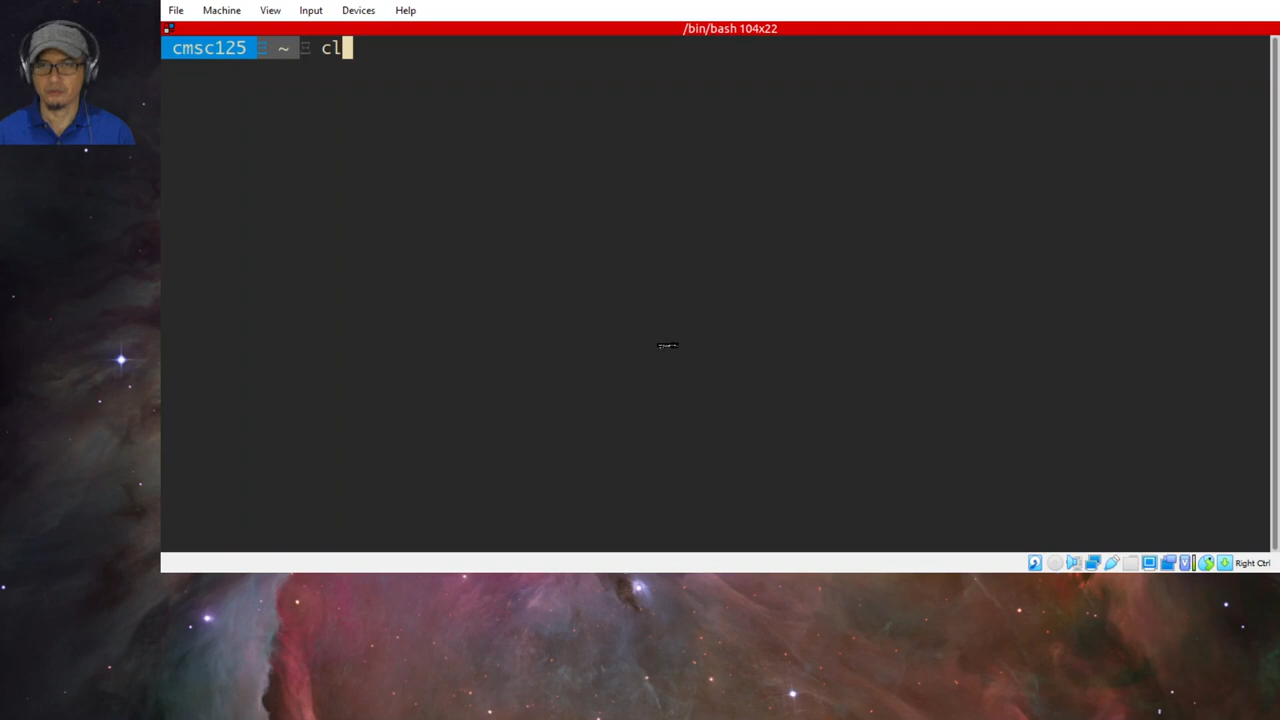 File Machine View Input Devices Help
/bin/bash 104x22
cmsc125 ~ cl
Right Ctrl